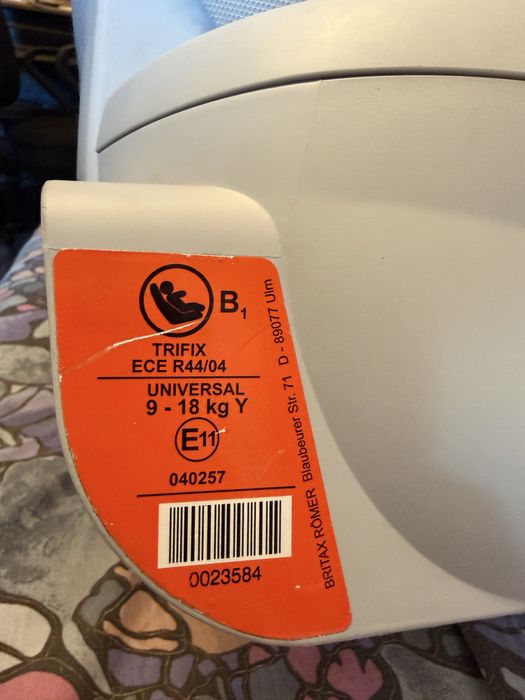 B1
TRIFIX
ECE R44/04
UNIVERSAL
9 - 18 kg Y
E11
040257
0023584
BRITAX RÖMER Blaubeurer Str. 71 D - 89077 Ulm